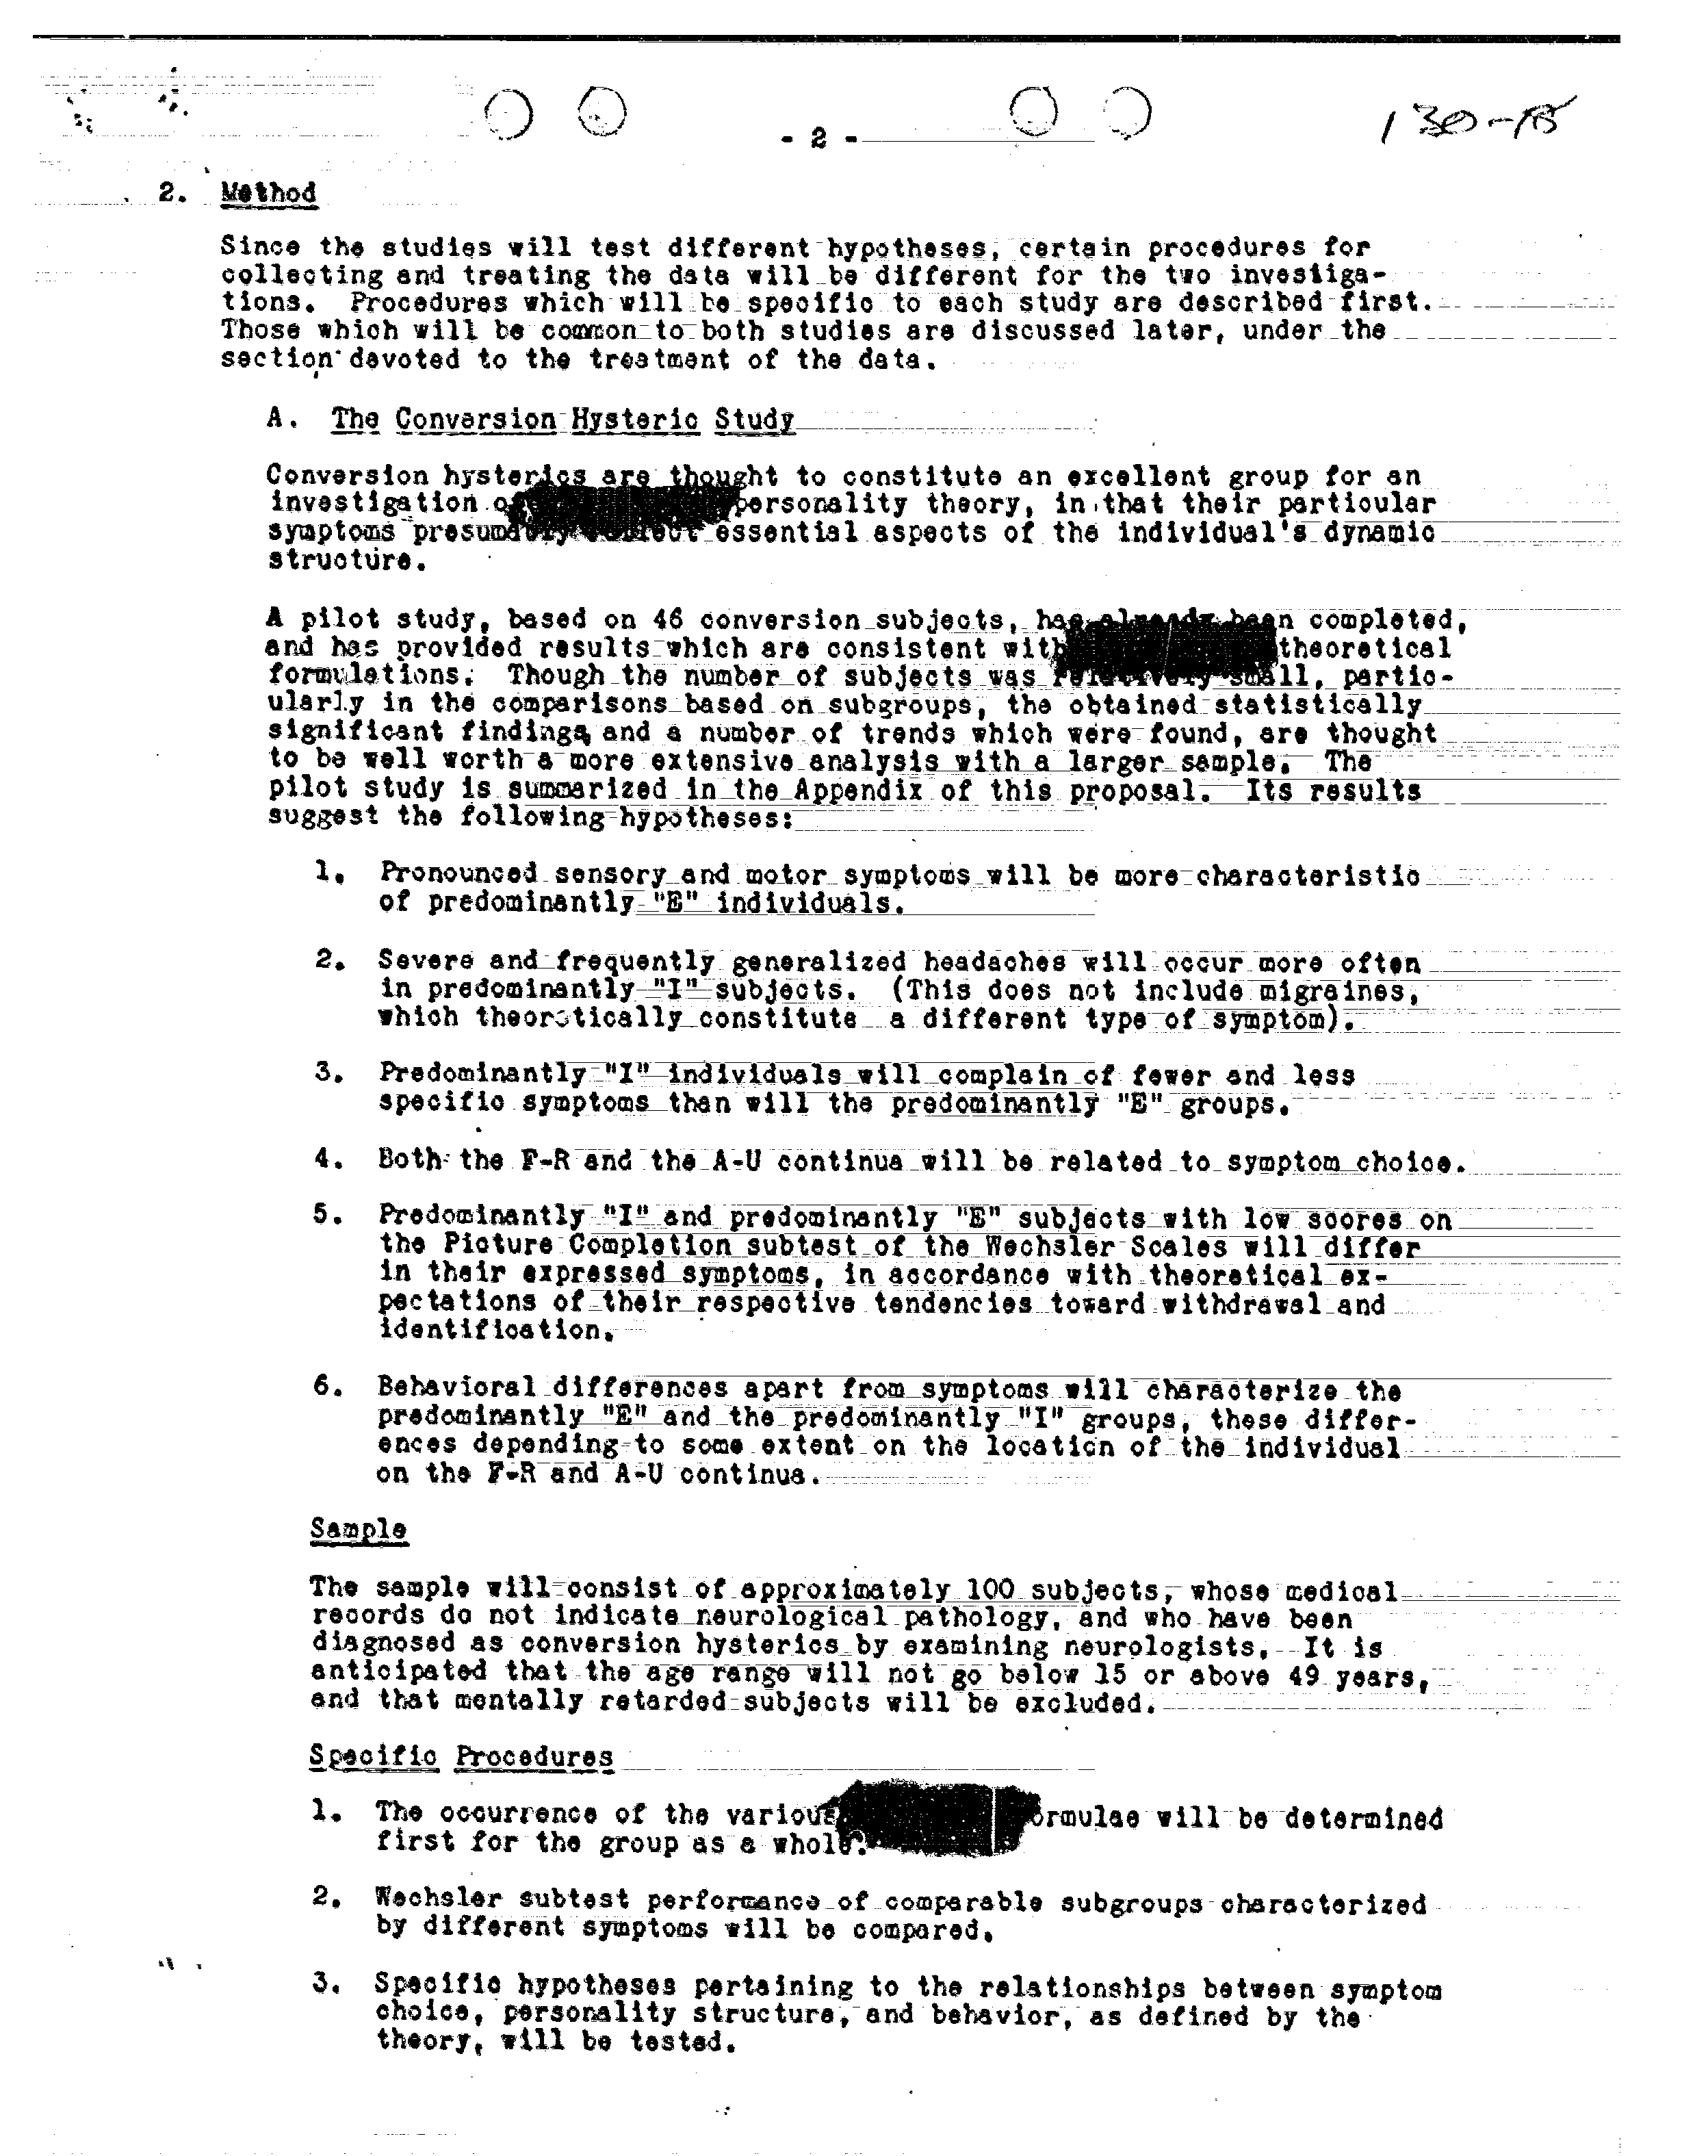 - 2 -
2. Method
Since the studies will test different hypotheses, certain procedures for
collecting and treating the data will be different for the two investiga-
tions. Procedures which will be specific to each study are described first.
Those which will be common to both studies are discussed later, under the
section devoted to the treatment of the data.
A. The Conversion Hysteric Study
Conversion hysterics are thought to constitute an excellent group for an
investigation of personality theory, in that their particular
symptoms essential aspects of the individual's dynamic
structure.
A pilot study, based on 46 conversion subjects, has already been completed,
and has provided results which are consistent with theoretical
formulations. Though the number of subjects was relatively small, partic-
ularly in the comparisons based on subgroups, the obtained statistically
significant findings and a number of trends which were found, are thought
to be well worth a more extensive analysis with a larger sample. The
pilot study is summarized in the Appendix of this proposal. Its results
suggest the following hypotheses:
1. Pronounced sensory and motor symptoms will be more characteristic
of predominantly "E" individuals.
2. Severe and frequently generalized headaches will occur more often
in predominantly "I" subjects. (This does not include migraines,
which theoretically constitute a different type of symptom).
3. Predominantly "I" individuals will complain of fewer and less
specific symptoms than will the predominantly "E" groups.
4. Both the F-R and the A-U continua will be related to symptom choice.
5. Predominantly "I" and predominantly "E" subjects with low scores on
the Picture Completion subtest of the Wechsler Scales will differ
in their expressed symptoms, in accordance with theoretical ex-
pectations of their respective tendencies toward withdrawal and
identification.
6. Behavioral differences apart from symptoms will characterize the
predominantly "E" and the predominantly "I" groups, these differ-
ences depending to some extent on the location of the individual
on the F-R and A-U continua.
Sample
The sample will consist of approximately 100 subjects, whose medical
records do not indicate neurological pathology, and who have been
diagnosed as conversion hysterics by examining neurologists. It is
anticipated that the age range will not go below 15 or above 49 years,
and that mentally retarded subjects will be excluded.
Specific Procedures
1. The occurrence of the various formulae will be determined
first for the group as a whole.
2. Wechsler subtest performance of comparable subgroups characterized
by different symptoms will be compared.
3. Specific hypotheses pertaining to the relationships between symptom
choice, personality structure, and behavior, as defined by the
theory, will be tested.